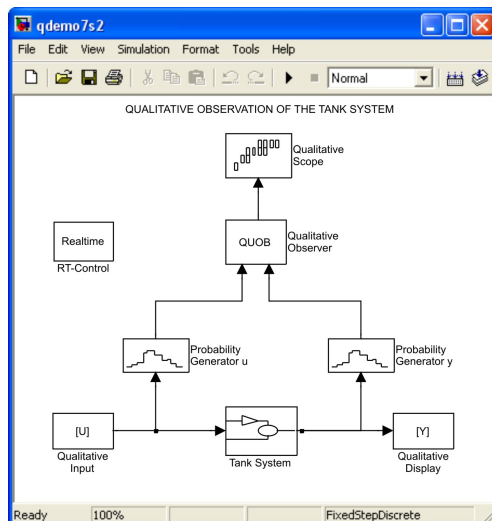 qdemo7s2
File Edit View Simulation Format Tools Help
Normal
QUALITATIVE OBSERVATION OF THE TANK SYSTEM
Qualitative
Scope
Realtime
RT-Control
QUOB
Qualitative
Observer
Probability
Generator u
Probability
Generator y
[U]
Qualitative
Input
Tank System
[Y]
Qualitative
Display
Ready 100% FixedStepDiscrete